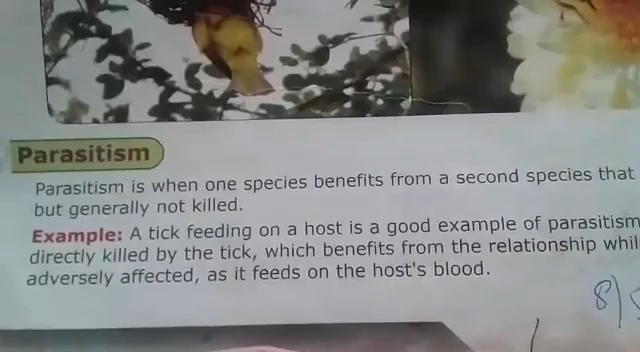 Parasitism
Parasitism is when one species benefits from a second species that
but generally not killed.
Example: A tick feeding on a host is a good example of parasitism
directly killed by the tick, which benefits from the relationship
adversely affected, as it feeds on the host's blood.
8/